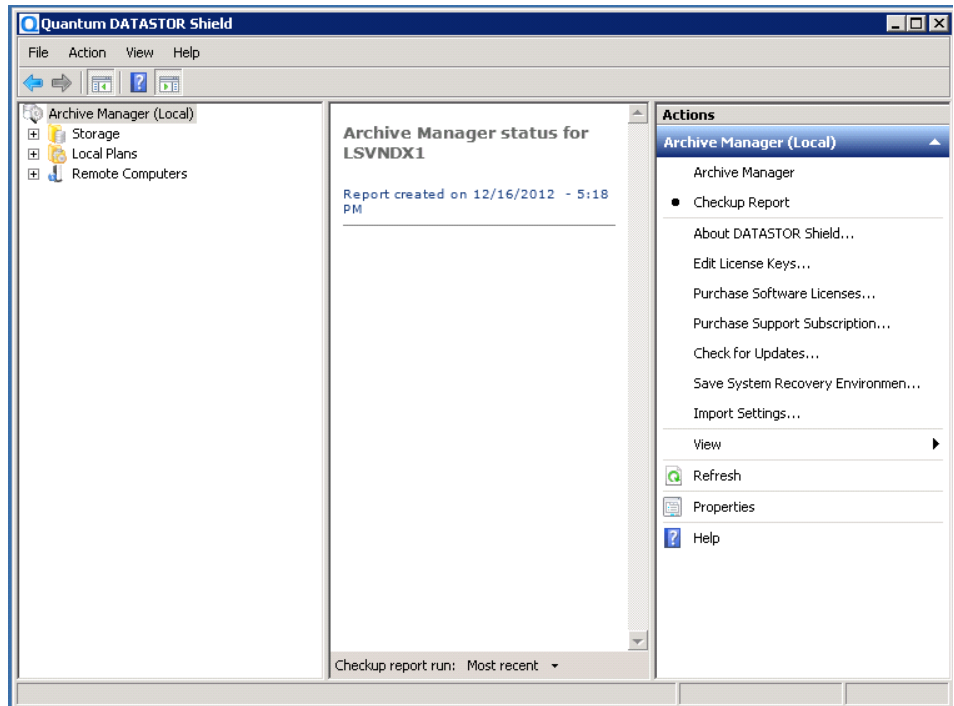 Quantum DATASTOR Shield
File Action View Help
Archive Manager (Local)
Storage
Local Plans
Remote Computers
Archive Manager status for
LSVNDX1
Report created on 12/16/2012 - 5:18
PM
Checkup report run: Most recent
Actions
Archive Manager (Local)
Archive Manager
Checkup Report
About DATASTOR Shield...
Edit License Keys...
Purchase Software Licenses...
Purchase Support Subscription...
Check for Updates...
Save System Recovery Environmen...
Import Settings...
View
Refresh
Properties
Help